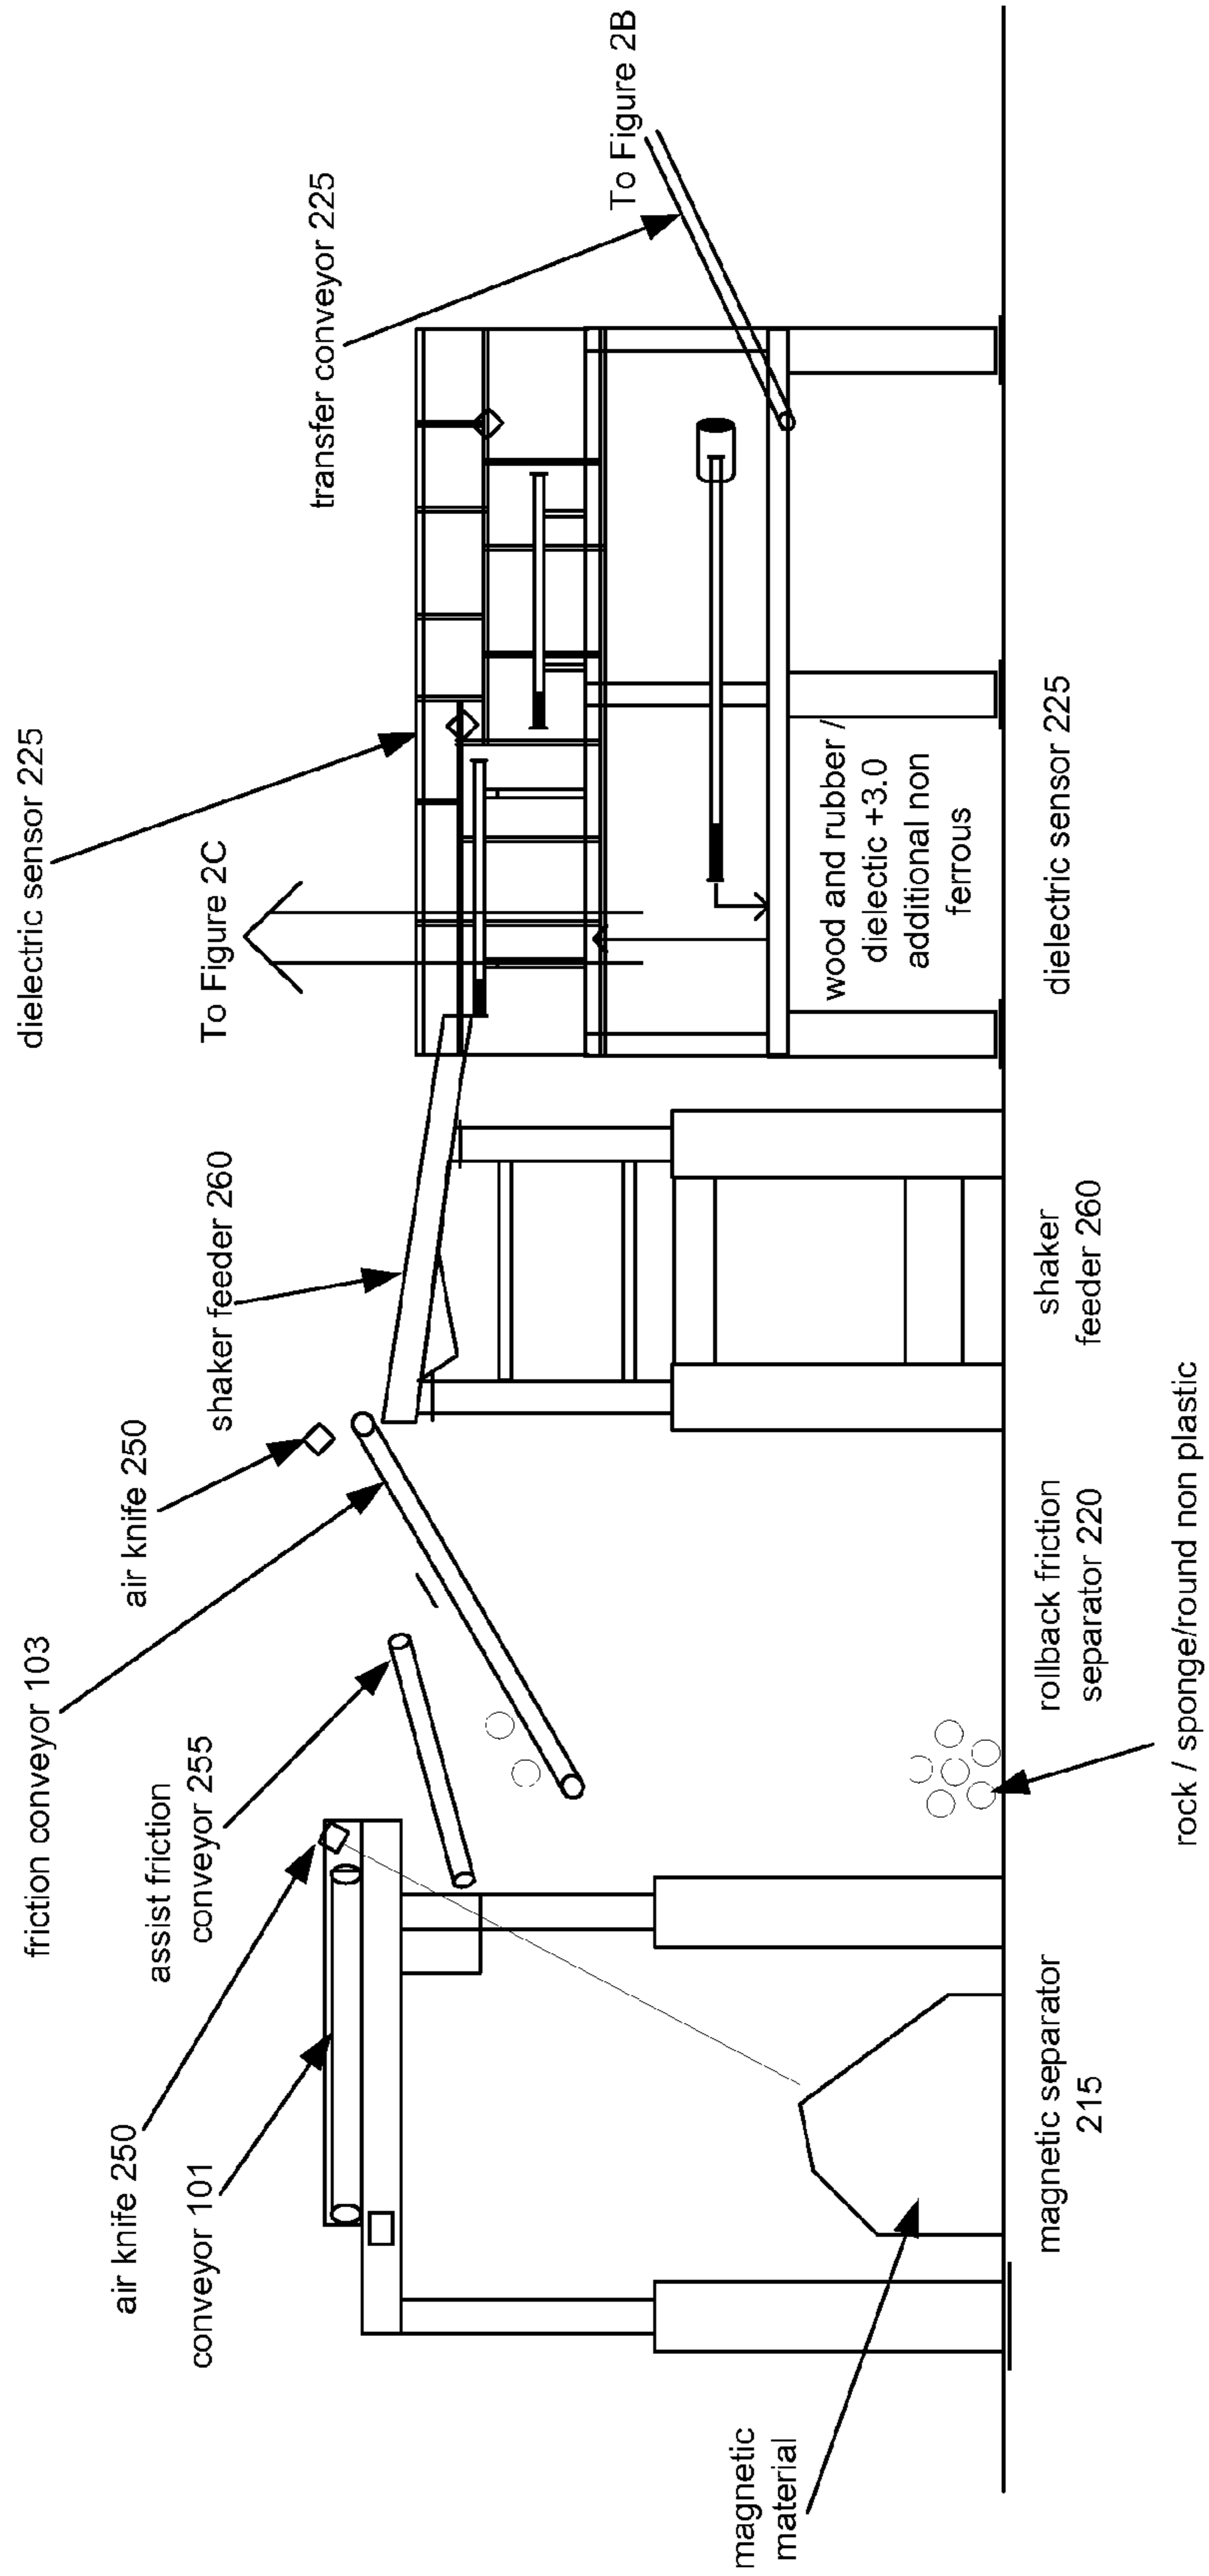 friction conveyor 103
dielectric sensor 225
air knife 250
assist friction
conveyor 255
air knife 250
conveyor 101
shaker feeder 260
To Figure 2C
transfer conveyor 225
To Figure 2B
magnetic
material
wood and rubber /
dielectic +3.0
additional non
ferrous
magnetic separator
215
rollback friction
separator 220
shaker
feeder 260
dielectric sensor 225
rock / sponge/round non plastic